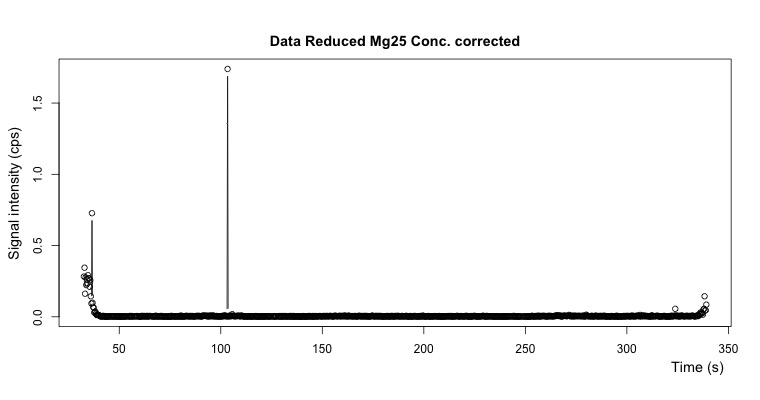 Data Reduced Mg25 Conc. corrected
Signal intensity (cps)
1.5
1.0
0.5
0.0
50 100 150 200 250 300 350
Time (s)